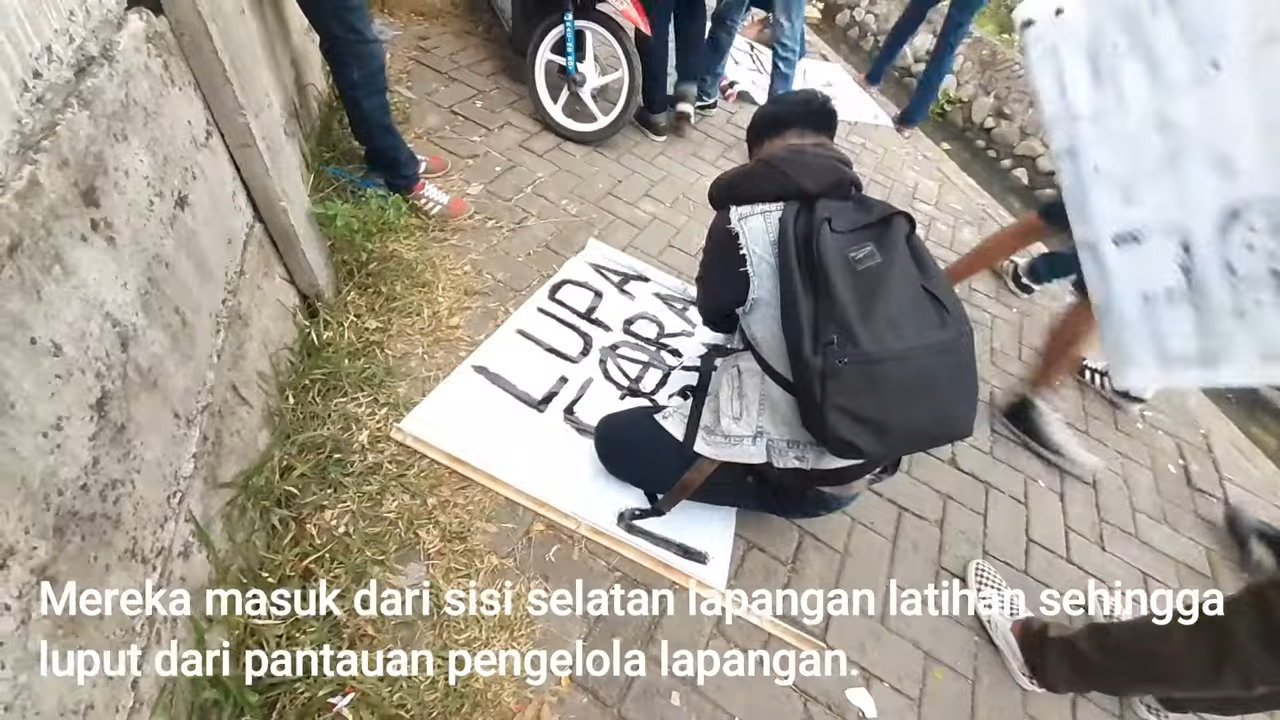 LUPA
Mereka masuk dari sisi selatan lapangan latihan sehingga
luput dari pantauan pengelola lapangan.